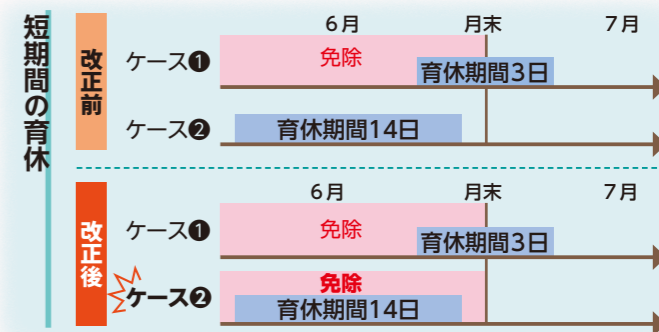 短期間の育休
改正前
6月 月末 7月
ケース❶ 免除 育休期間3日
ケース❷ 育休期間14日
改正後
6月 月末 7月
ケース❶ 免除 育休期間3日
ケース❷ 免除
育休期間14日